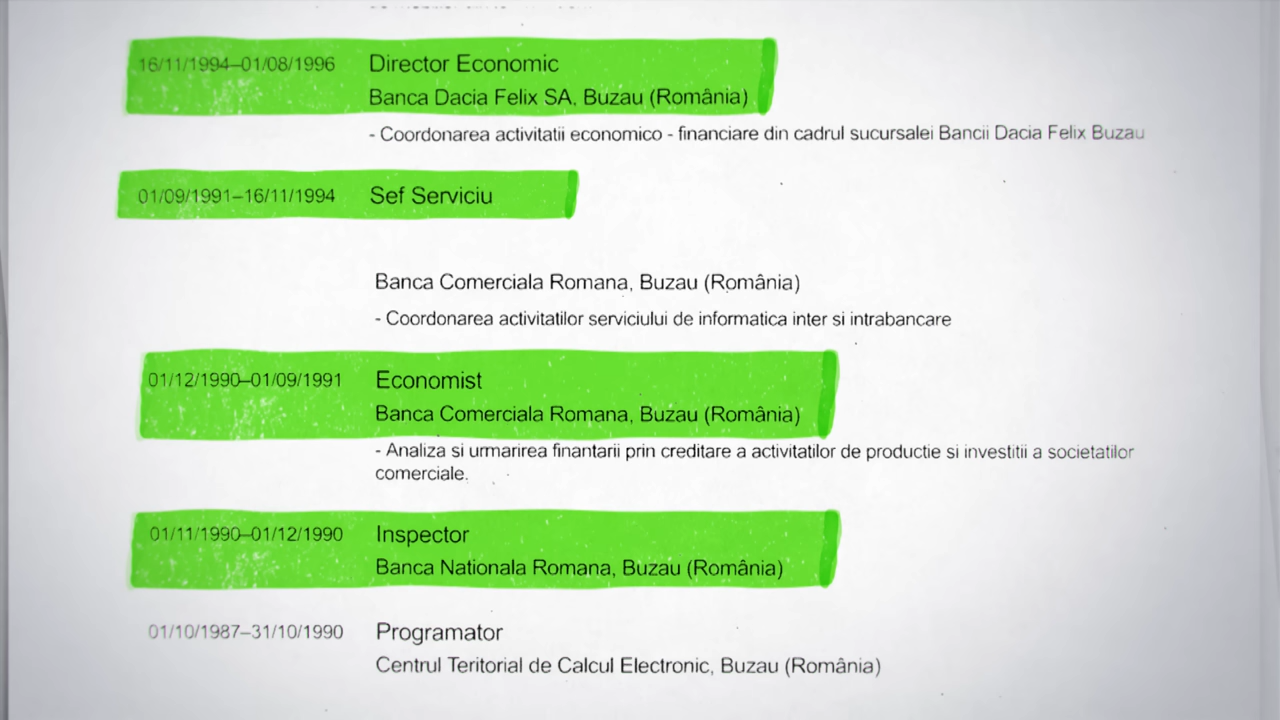 16/11/1994–01/08/1996 Director Economic
Banca Dacia Felix SA, Buzau (România)
- Coordonarea activitatii economico - financiare din cadrul sucursalei Bancii Dacia Felix Buzau
01/09/1991–16/11/1994 Sef Serviciu
Banca Comerciala Romana, Buzau (România)
- Coordonarea activitatilor serviciului de informatica inter si intrabancare
01/12/1990–01/09/1991 Economist
Banca Comerciala Romana, Buzau (România)
- Analiza si urmarirea finantarii prin creditare a activitatilor de productie si investitii a societatilor
comerciale.
01/11/1990–01/12/1990 Inspector
Banca Nationala Romana, Buzau (România)
01/10/1987–31/10/1990 Programator
Centrul Teritorial de Calcul Electronic, Buzau (România)